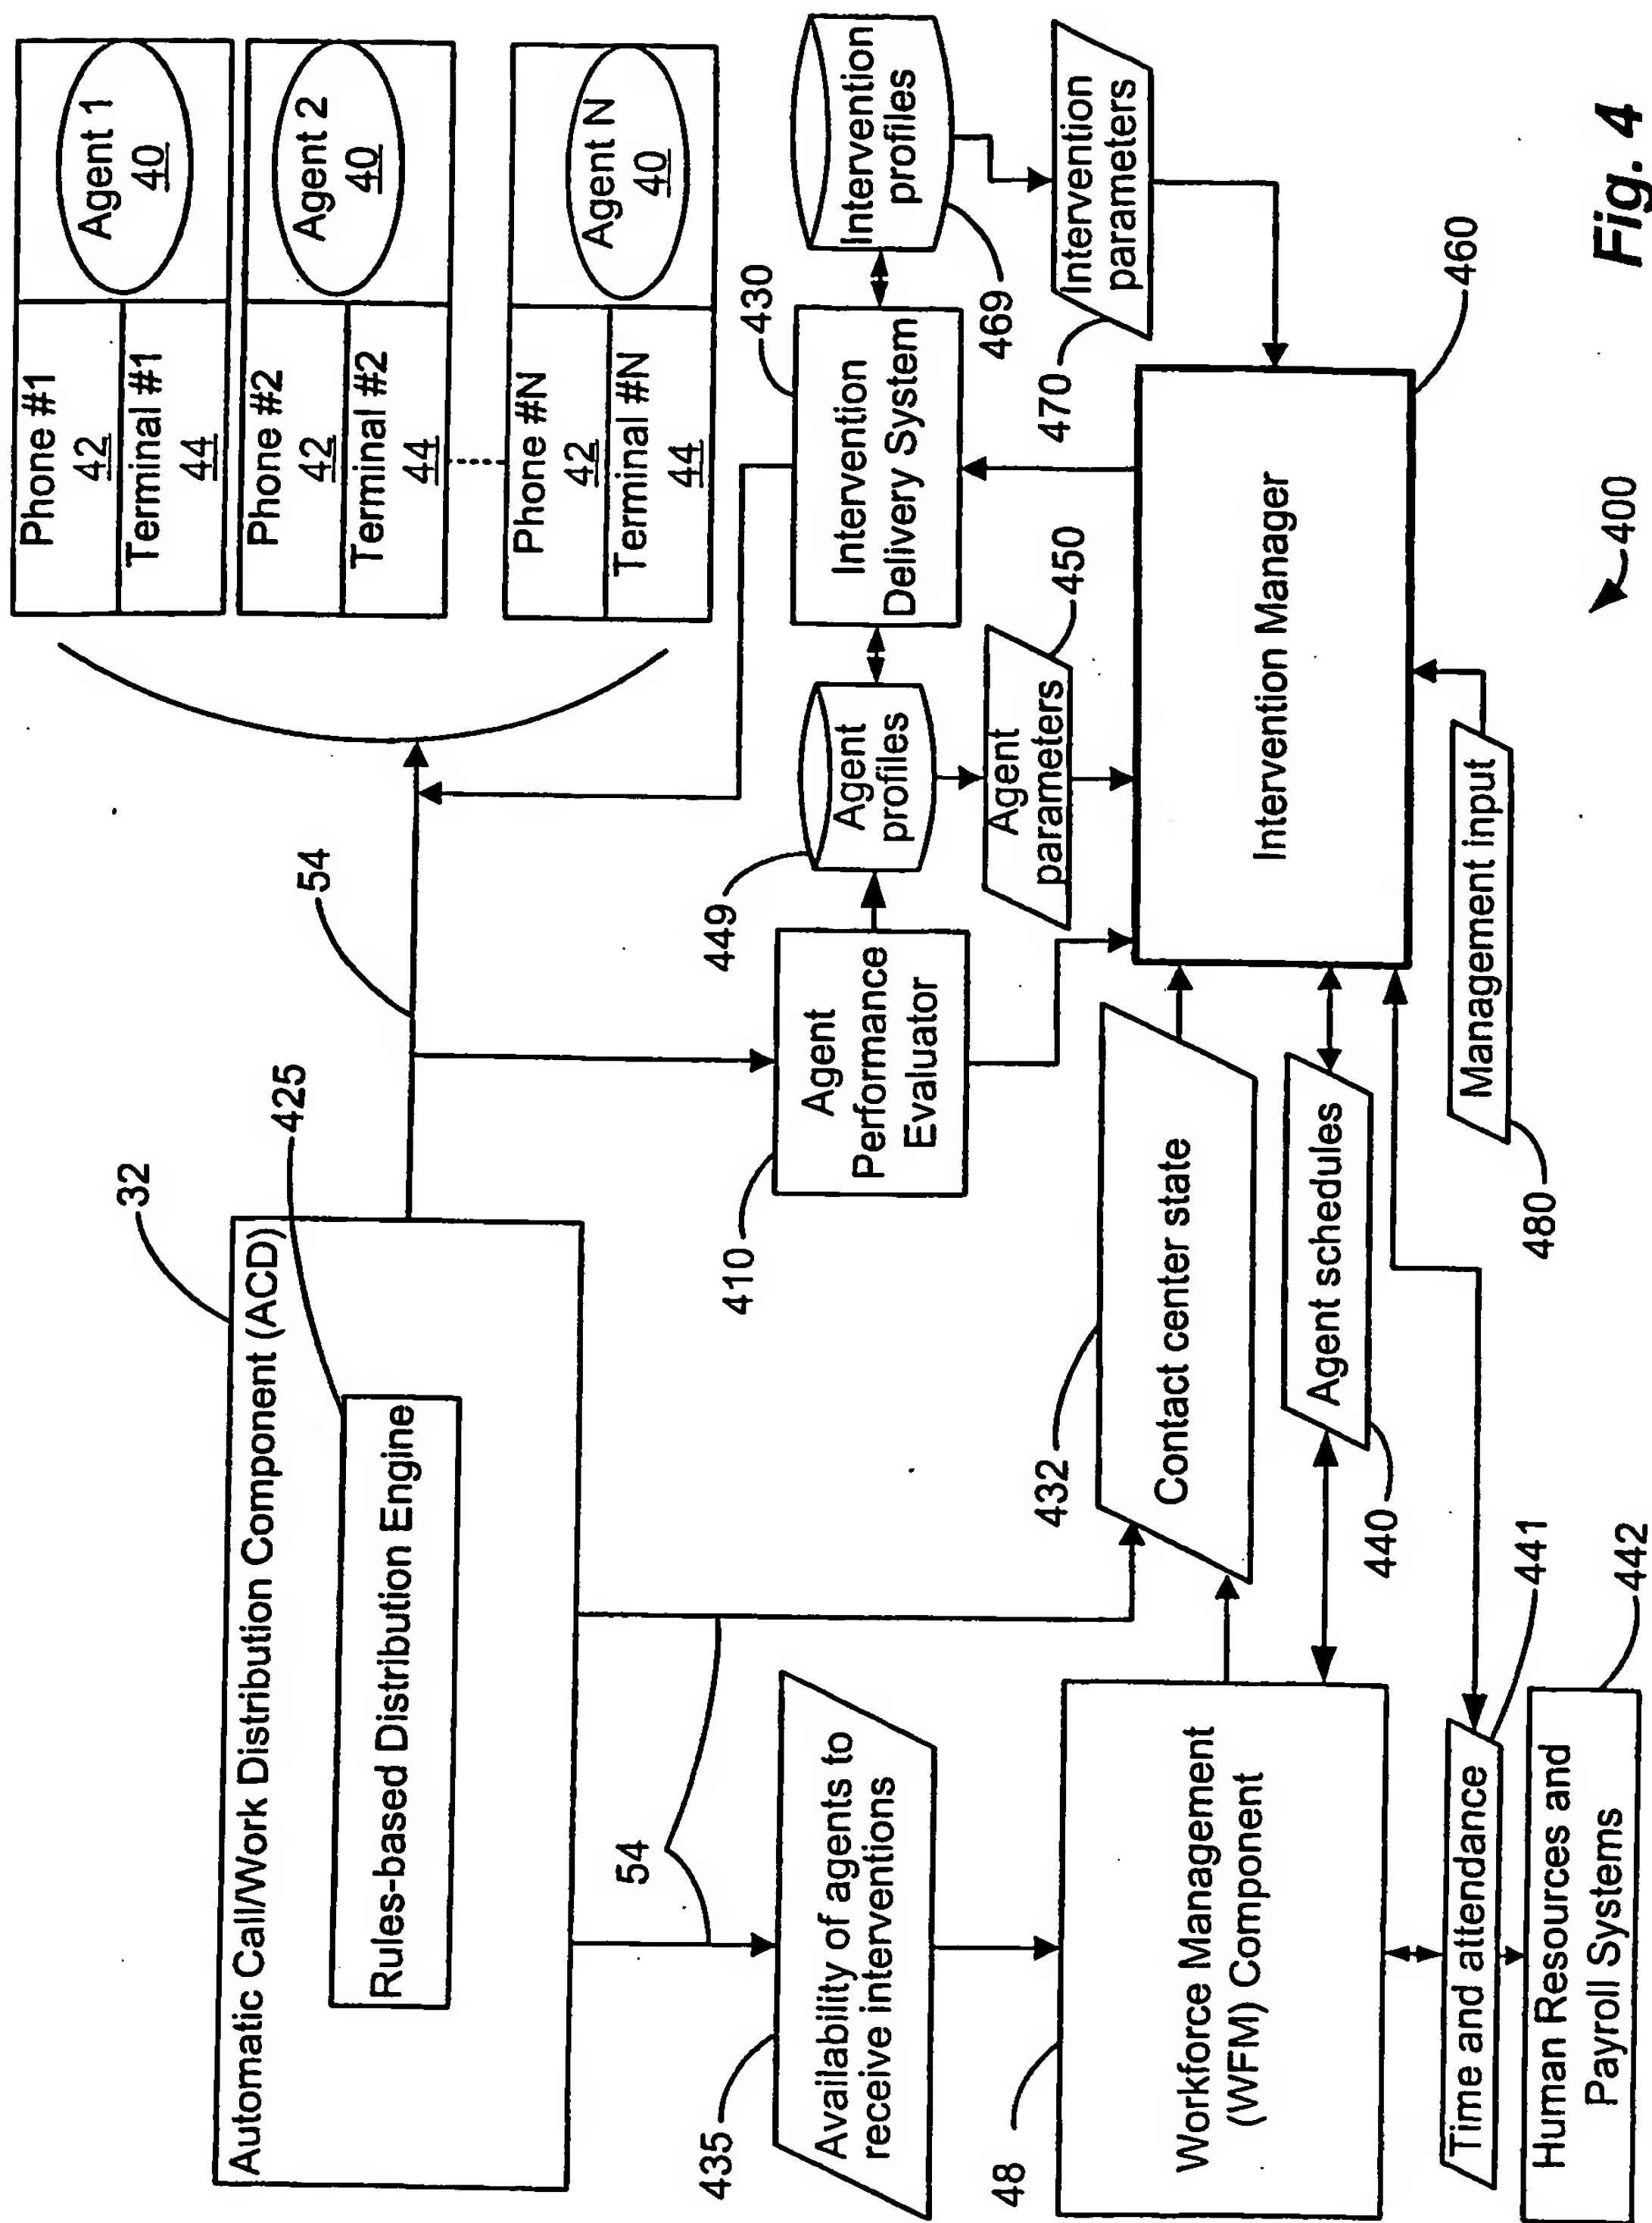 Automatic Call/Work Distribution Component (ACD)
32
Rules-based Distribution Engine
425
54
Phone #1
42
Terminal #1
44
Agent 1
40
Phone #2
42
Terminal #2
44
Agent 2
40
Phone #N
42
Terminal #N
44
Agent N
40
54
435
Availability of agents to
receive interventions
410
Agent
Performance
Evaluator
449
Agent
profiles
430
Intervention
Delivery System
Intervention
profiles
469
Agent
parameters
450
470
Intervention
parameters
432
Contact center state
48
Workforce Management
(WFM) Component
Agent schedules
440
Intervention Manager
460
Time and attendance
441
Human Resources and
Payroll Systems
442
Management input
480
400
Fig. 4